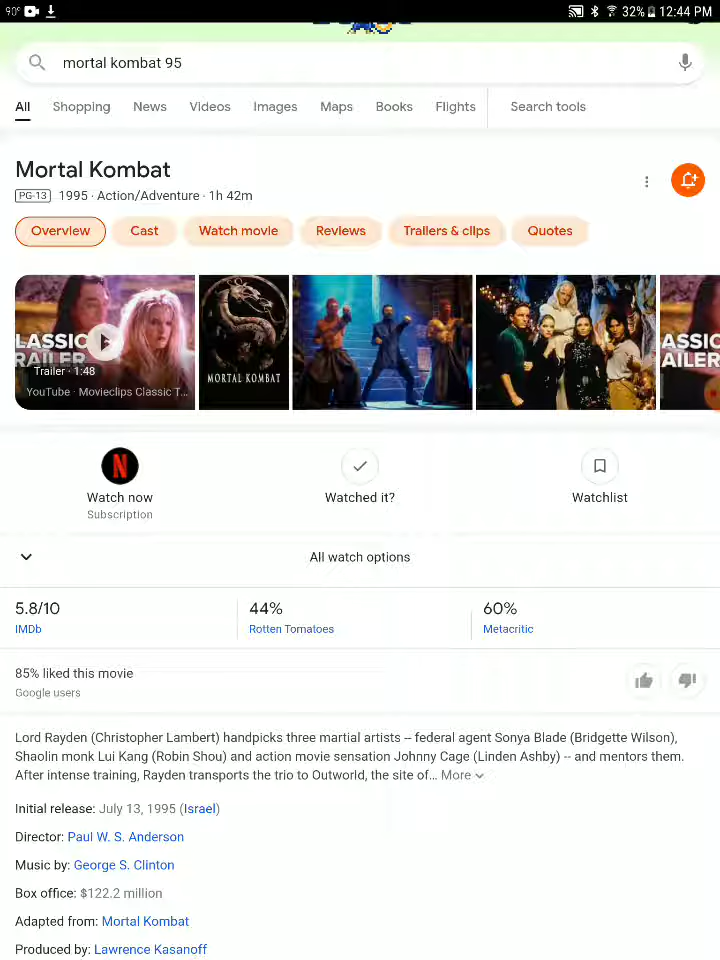 90°
32% 12:44 PM
mortal kombat 95
All Shopping News Videos Images Maps Books Flights Search tools
Mortal Kombat
PG-13 1995 · Action/Adventure · 1h 42m
Overview Cast Watch movie Reviews Trailers & clips Quotes
LASSIC
RAILER
Trailer · 1:48
YouTube · Movieclips Classic T...
MORTAL KOMBAT
ASSIC
AILER
N
Watch now Watched it? Watchlist
Subscription
All watch options
5.8/10 44% 60%
IMDb Rotten Tomatoes Metacritic
85% liked this movie
Google users
Lord Rayden (Christopher Lambert) handpicks three martial artists -- federal agent Sonya Blade (Bridgette Wilson),
Shaolin monk Lui Kang (Robin Shou) and action movie sensation Johnny Cage (Linden Ashby) -- and mentors them.
After intense training, Rayden transports the trio to Outworld, the site of... More
Initial release: July 13, 1995 (Israel)
Director: Paul W. S. Anderson
Music by: George S. Clinton
Box office: $122.2 million
Adapted from: Mortal Kombat
Produced by: Lawrence Kasanoff